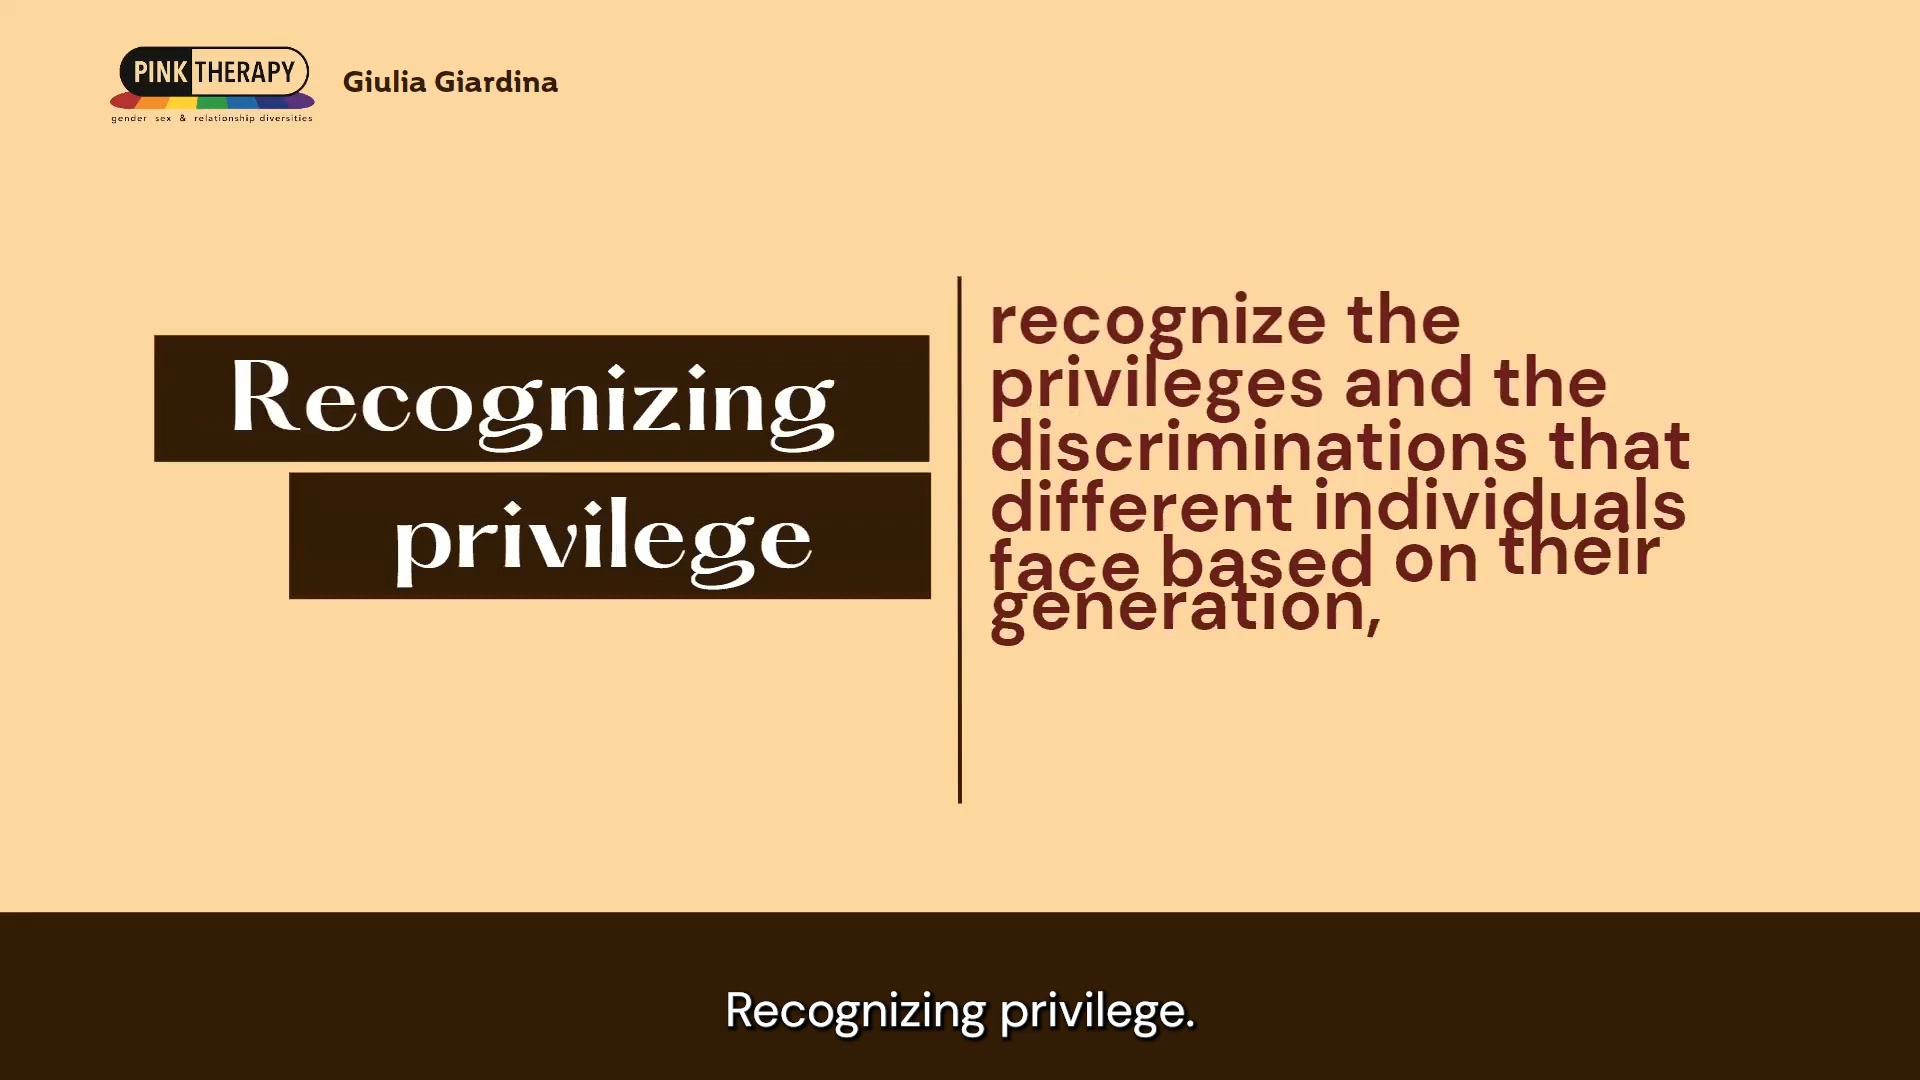 PINK THERAPY
gender sex & relationship diversities
Giulia Giardina
Recognizing
privilege
recognize the
privileges and the
discriminations that
different individuals
face based on their
generation,
Recognizing privilege.